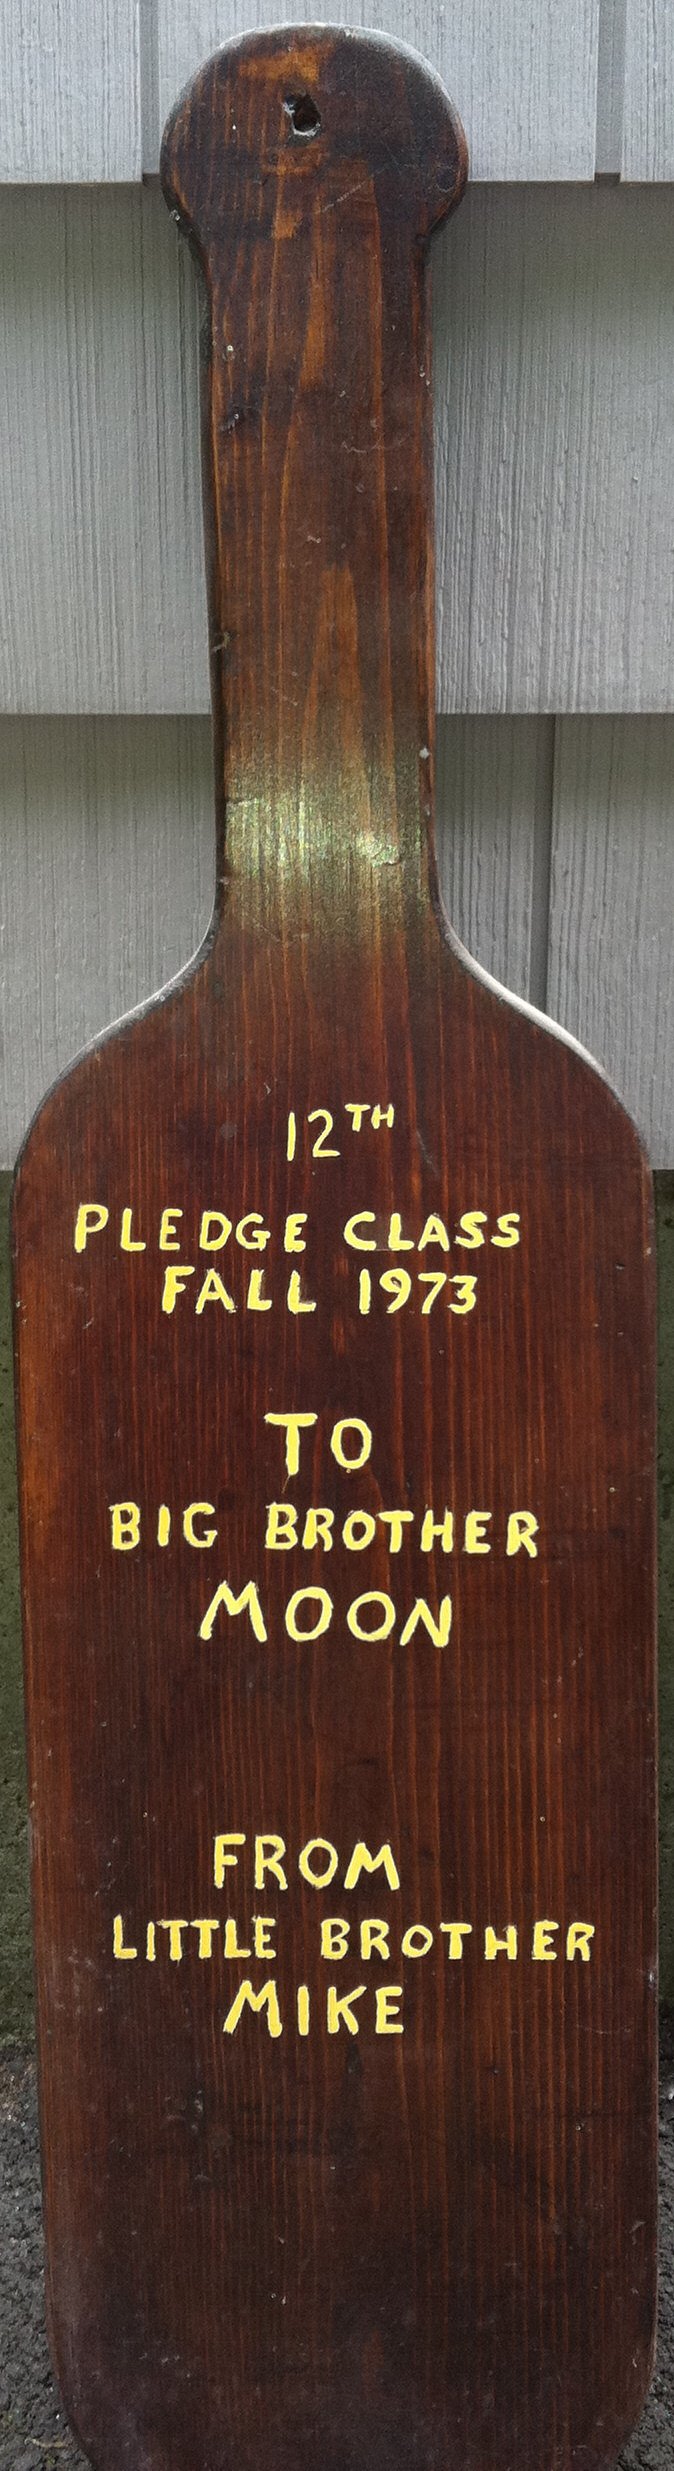 12TH
PLEDGE CLASS
FALL 1973
TO
BIG BROTHER
MOON
FROM
LITTLE BROTHER
MIKE